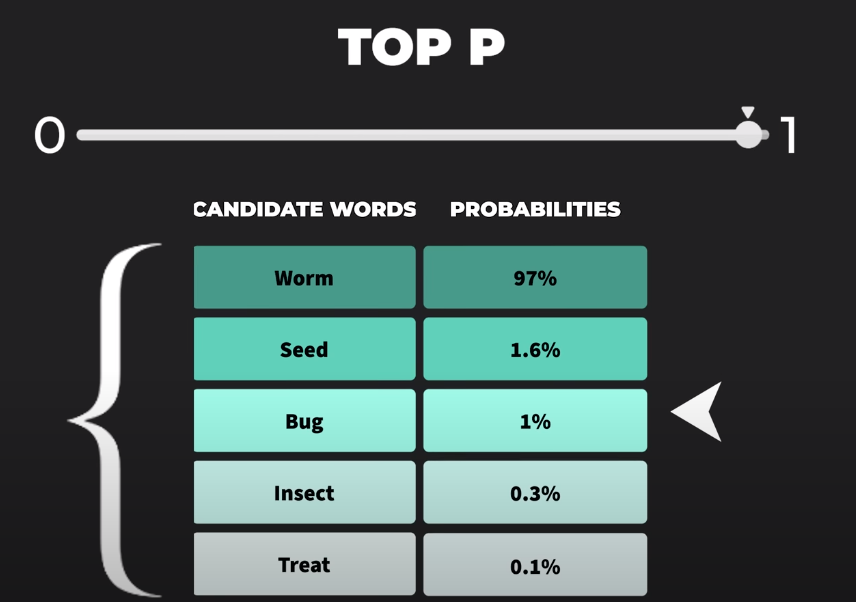 TOP P
0 1
CANDIDATE WORDS PROBABILITIES
Worm 97%
Seed 1.6%
Bug 1%
Insect 0.3%
Treat 0.1%